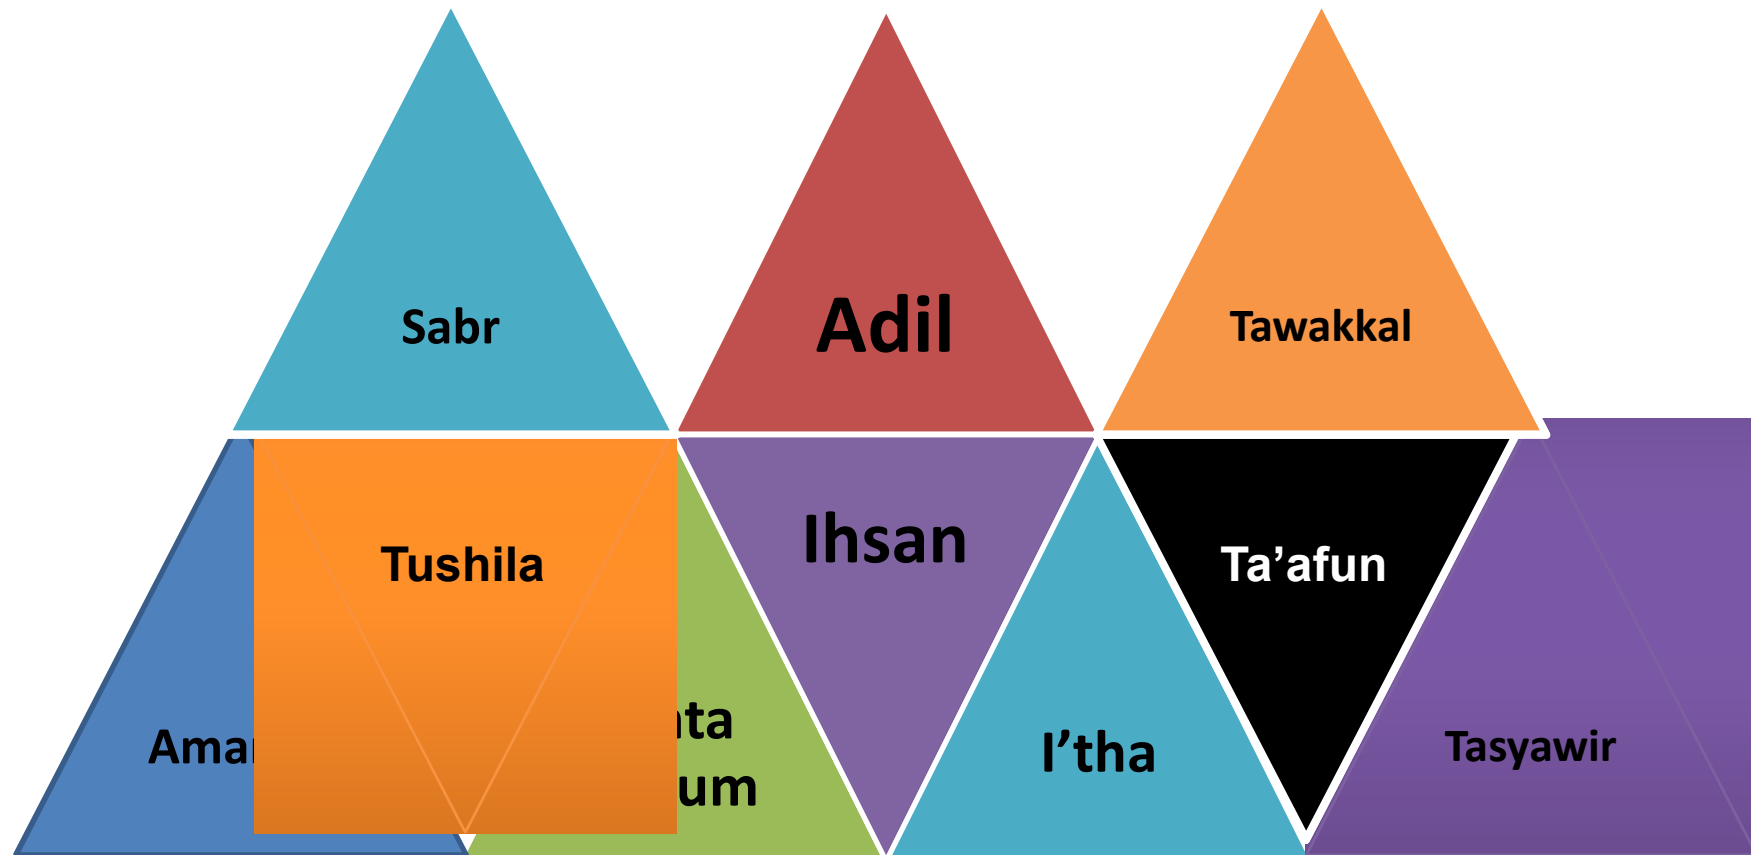 Sabr
Adil
Tawakkal
Tushila
Ihsan
Ta’afun
I’tha
Tasyawir